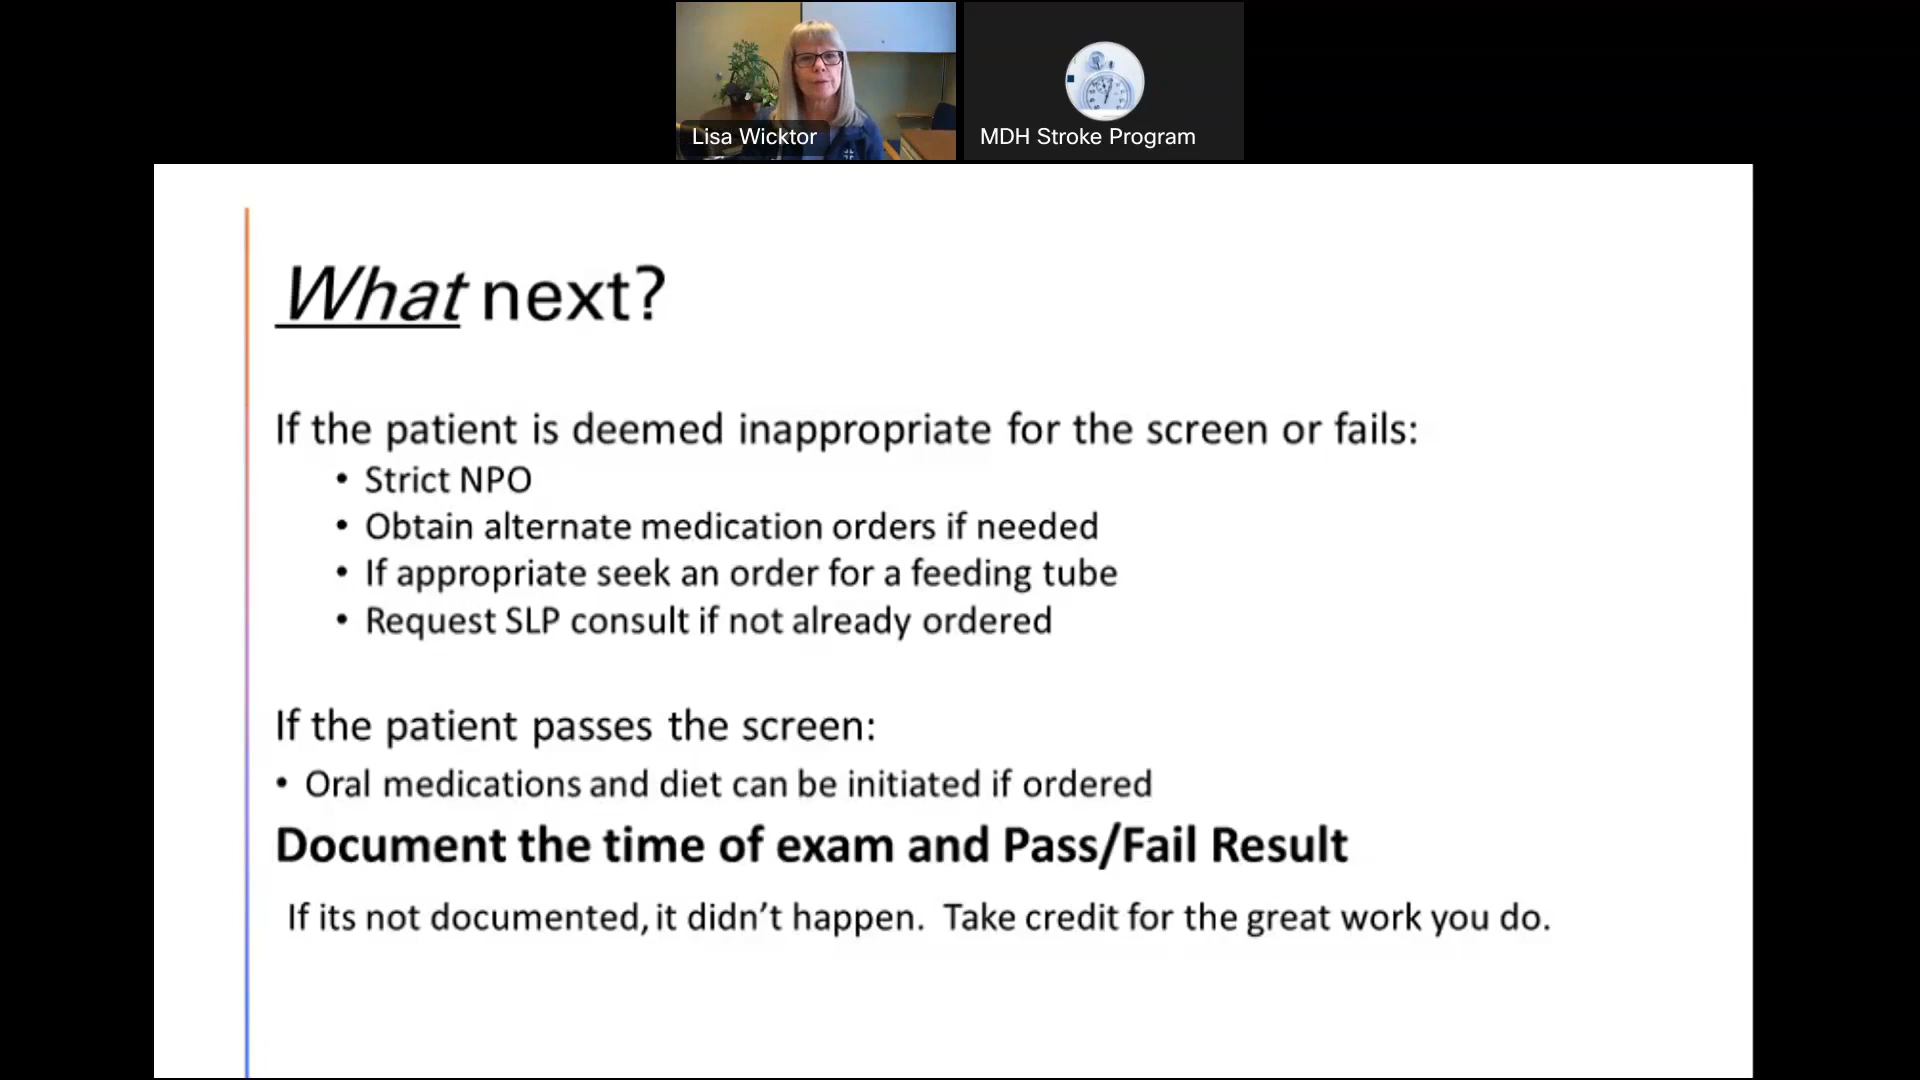 Lisa Wicktor
MDH Stroke Program
What next?
If the patient is deemed inappropriate for the screen or fails:
• Strict NPO
• Obtain alternate medication orders if needed
• If appropriate seek an order for a feeding tube
• Request SLP consult if not already ordered
If the patient passes the screen:
• Oral medications and diet can be initiated if ordered
Document the time of exam and Pass/Fail Result
If its not documented, it didn’t happen. Take credit for the great work you do.